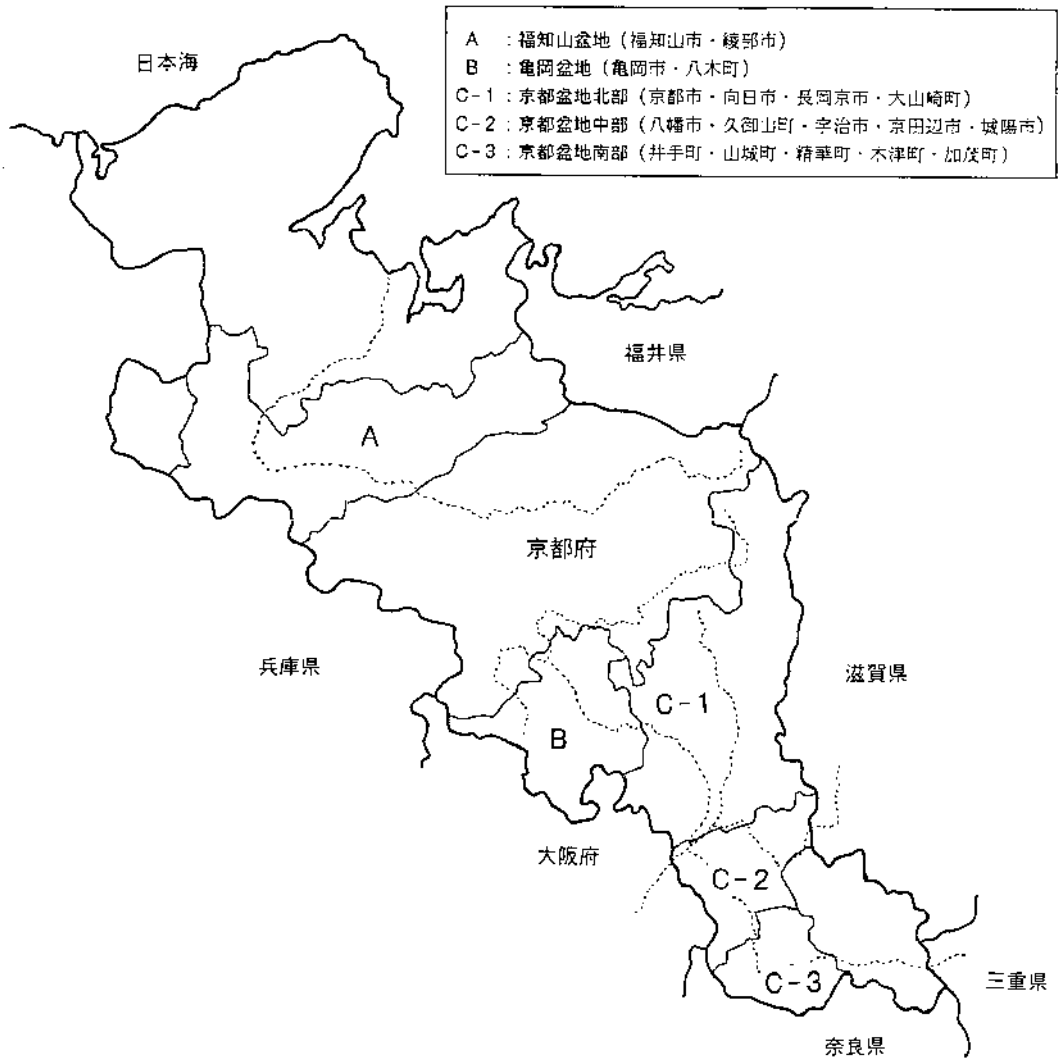 A : 福知山盆地（福知山市・綾部市）
B : 亀岡盆地（亀岡市・八木町）
C-1 : 京都盆地北部（京都市・向日市・長岡京市・大山崎町）
C-2 : 京都盆地中部（八幡市・久御山町・宇治市・京田辺市・城陽市）
C-3 : 京都盆地南部（井手町・山城町・精華町・木津町・加茂町）
日本海
福井県
A
京都府
兵庫県
滋賀県
C-1
B
大阪府
C-2
C-3
三重県
奈良県